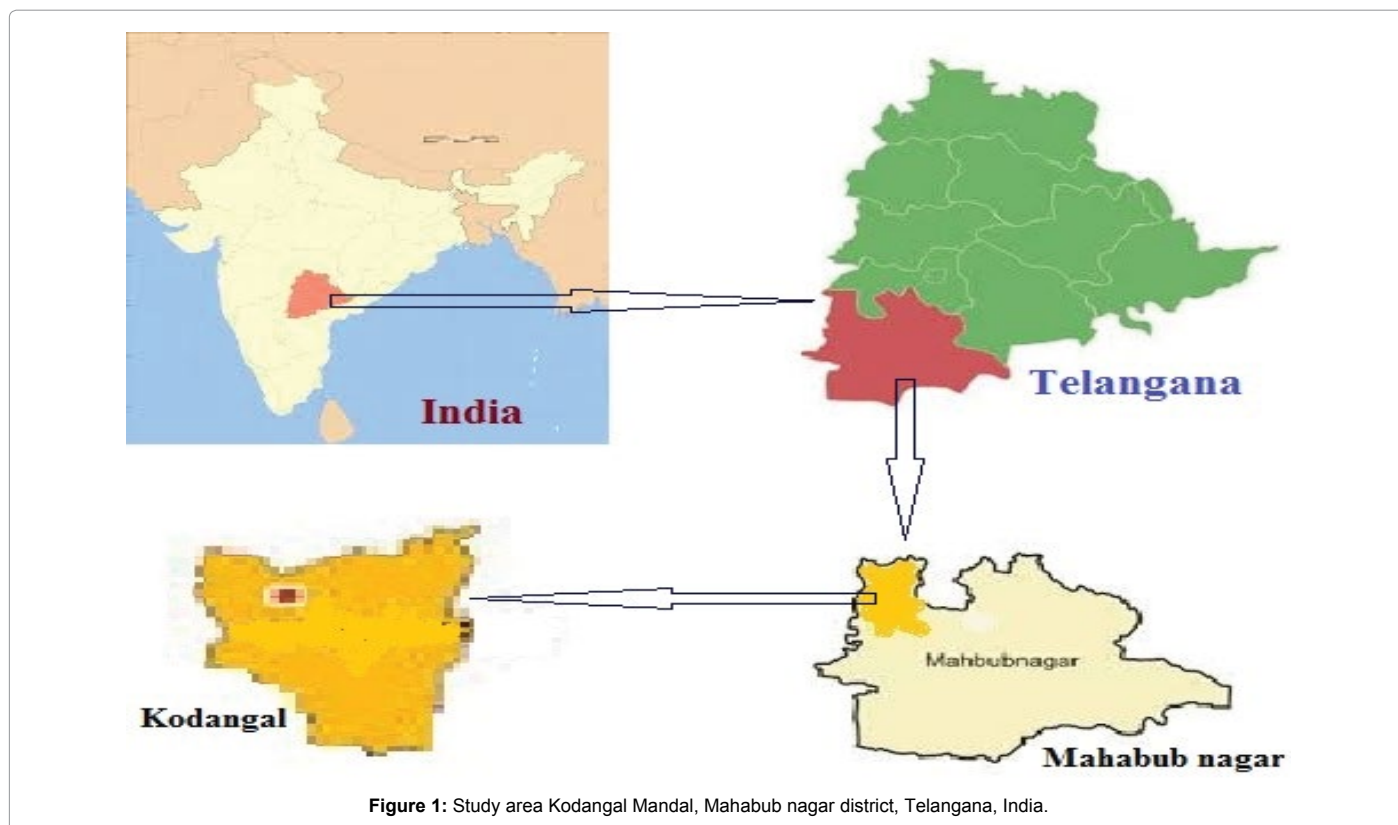 India
Telangana
Kodangal
Mahbubnagar
Mahabub nagar
Figure 1: Study area Kodangal Mandal, Mahabub nagar district, Telangana, India.